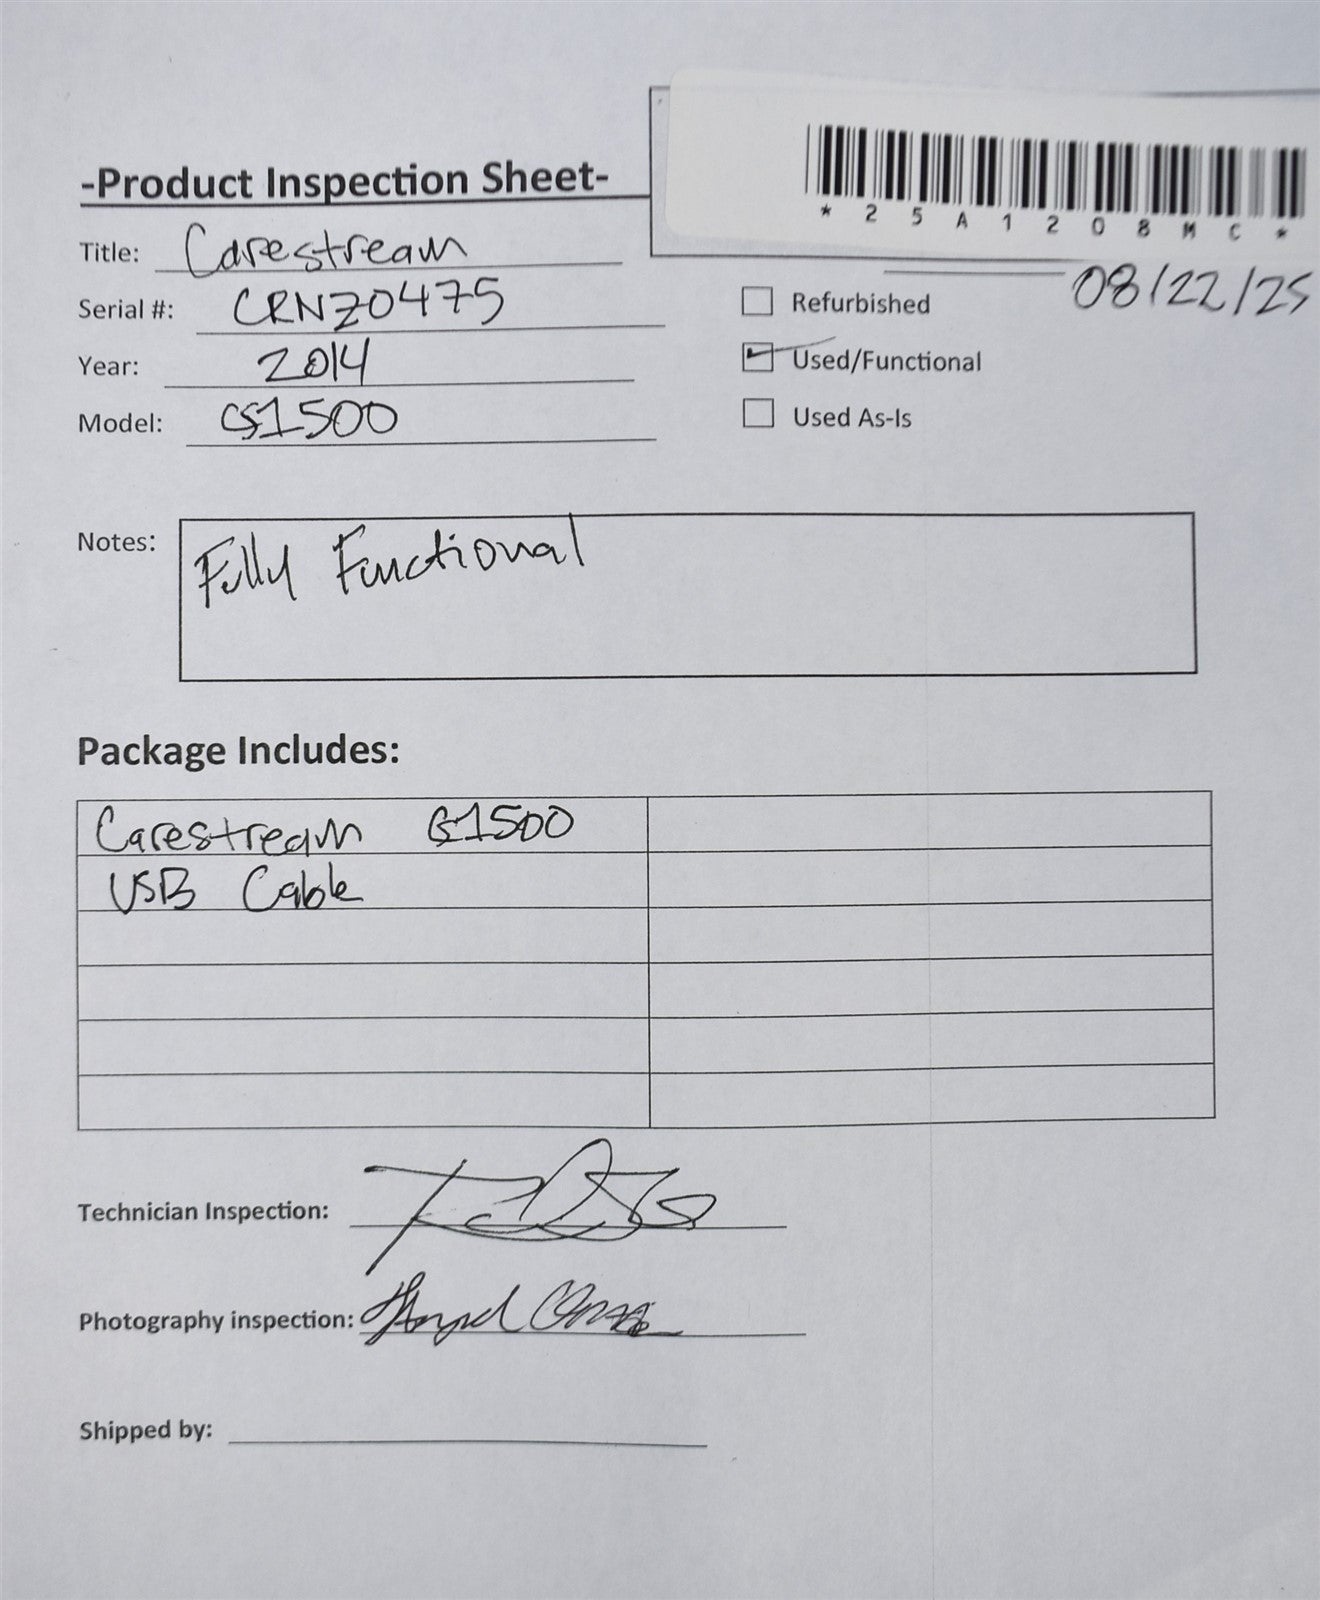 -Product Inspection Sheet-
*25A1208MC*
08/22/25
Title: Carestream
Serial #: CRNZ0475
Year: 2014
Model: CS1500
Refurbished
Used/Functional
Used As-Is
Notes: Fully Functional
Package Includes:
Carestream CS1500
USB Cable
Technician Inspection:
Photography inspection:
Shipped by: